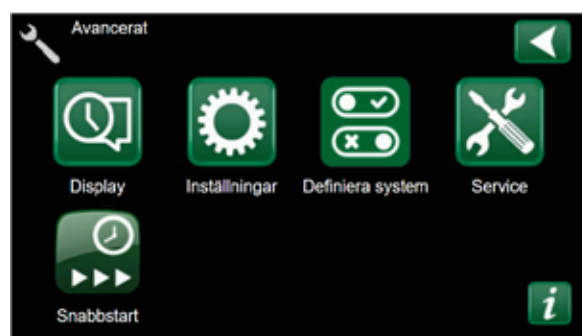 Avancerat
Display
Inställningar
Definiera system
Service
Snabbstart
i